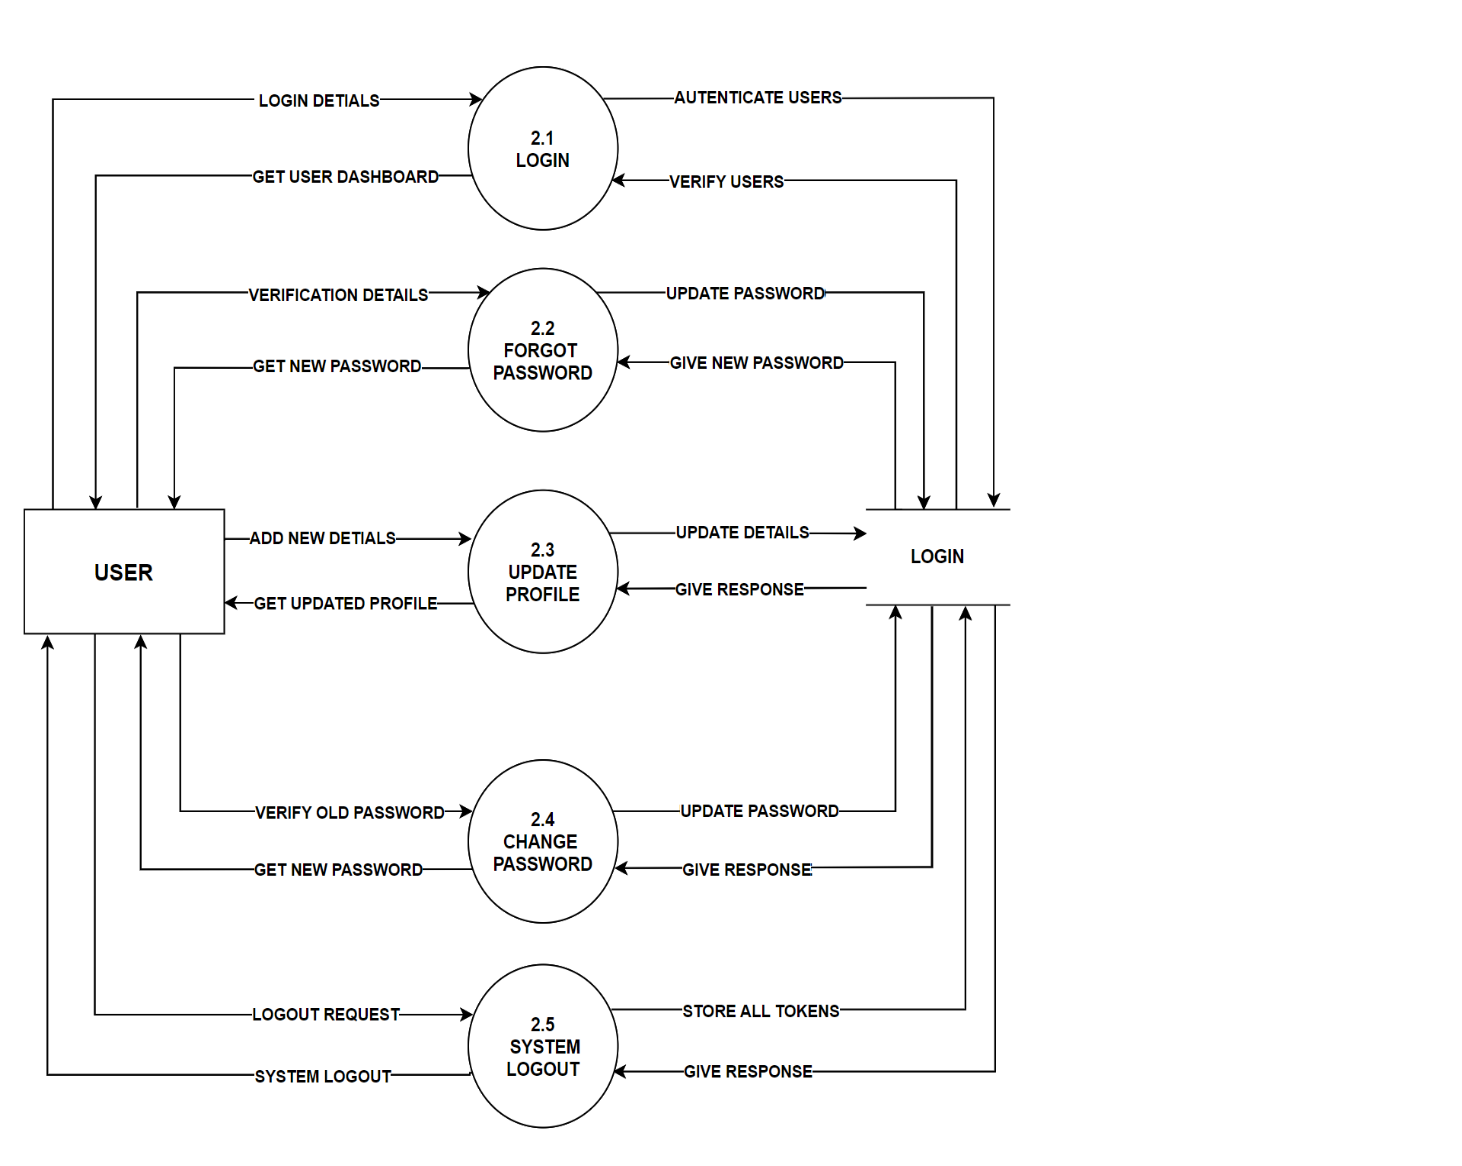 LOGIN DETIALS
AUTENTICATE USERS
2.1
LOGIN
GET USER DASHBOARD
VERIFY USERS
VERIFICATION DETAILS
UPDATE PASSWORD
2.2
FORGOT
PASSWORD
GET NEW PASSWORD
GIVE NEW PASSWORD
ADD NEW DETIALS
UPDATE DETAILS
2.3
UPDATE
PROFILE
USER
LOGIN
GET UPDATED PROFILE
GIVE RESPONSE
VERIFY OLD PASSWORD
UPDATE PASSWORD
2.4
CHANGE
PASSWORD
GET NEW PASSWORD
GIVE RESPONSE
LOGOUT REQUEST
STORE ALL TOKENS
2.5
SYSTEM
LOGOUT
SYSTEM LOGOUT
GIVE RESPONSE